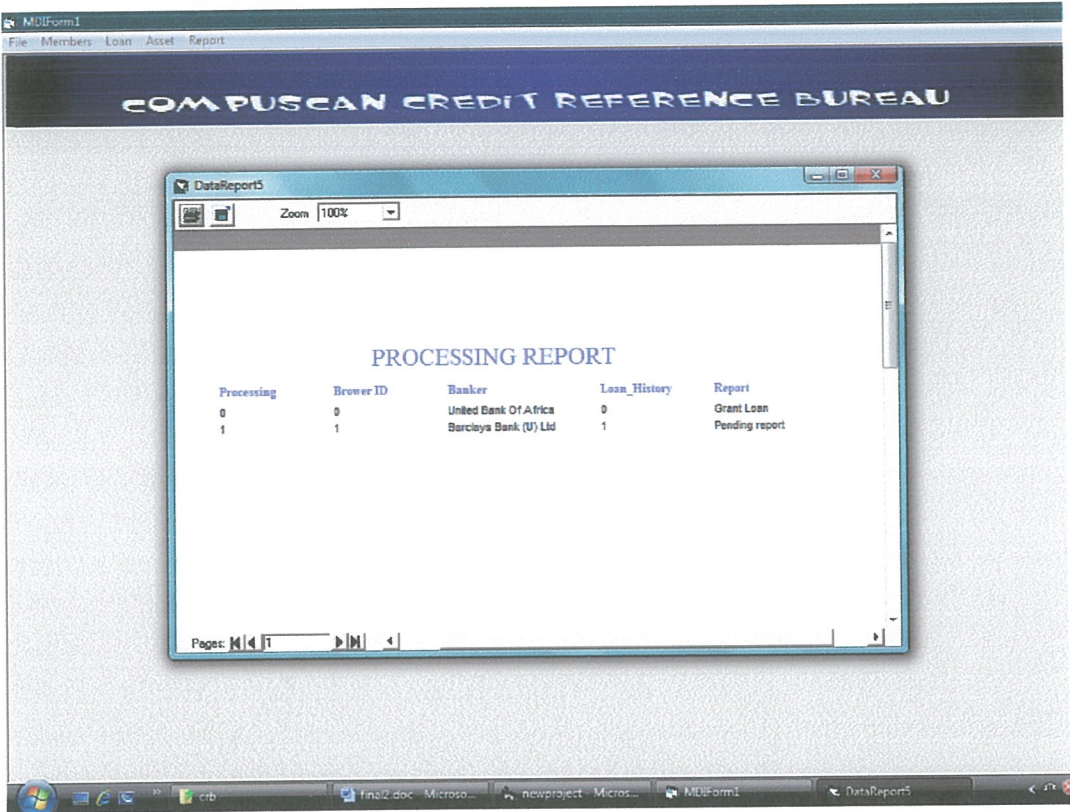 MDIForm1
File Members Loan Asset Report
COMPUSCAN CREDIT REFERENCE BUREAU
DataReport5
Zoom 100%
PROCESSING REPORT
Processing Brower ID Banker Loan_History Report
0 0 United Bank Of Africa 0 Grant Loan
1 1 Barclays Bank (U) Ltd 1 Pending report
Pages: 1
crb final2.doc Microso... newproject - Micros... MDIForm1 DataReport5